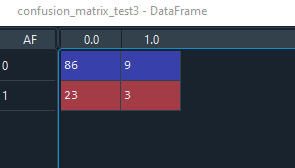 confusion_matrix_test3 - DataFrame
AF 0.0 1.0
0 86 9
1 23 3